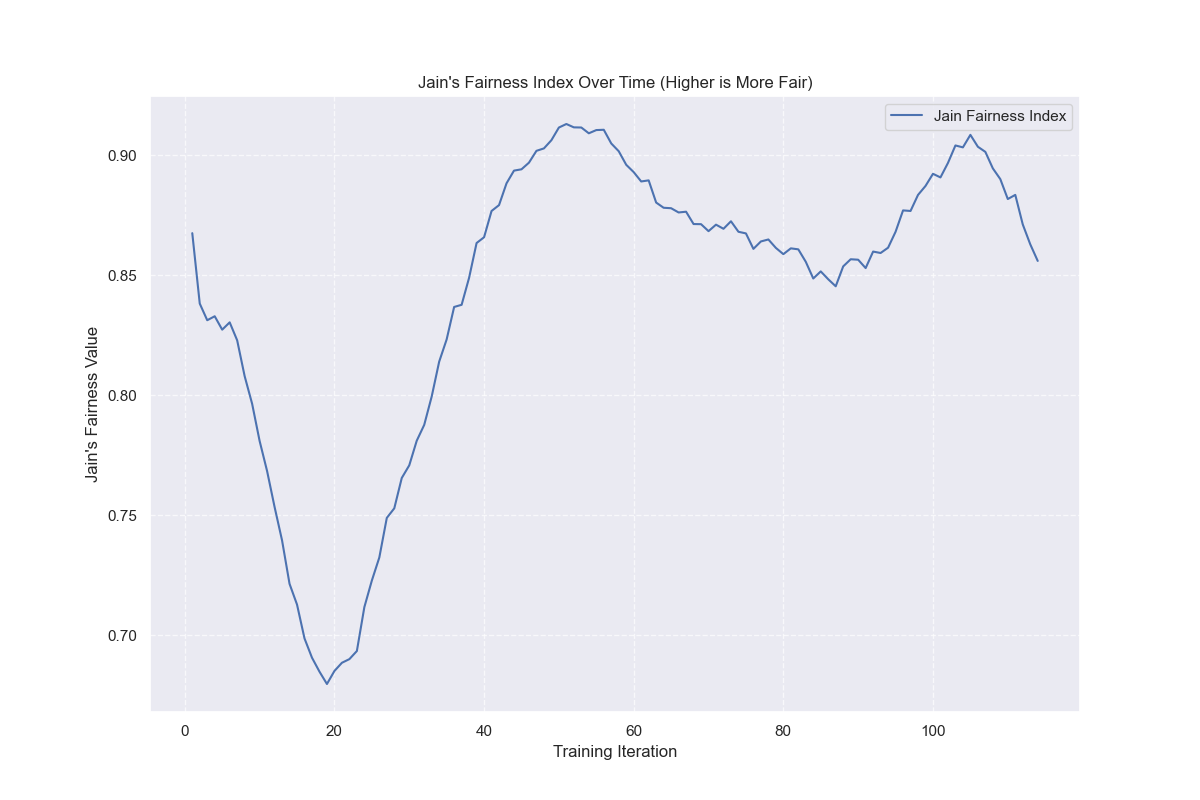 Jain's Fairness Index Over Time (Higher is More Fair)
Jain Fairness Index
0.90
0.85
0.80
0.75
0.70
Jain's Fairness Value
0 20 40 60 80 100
Training Iteration